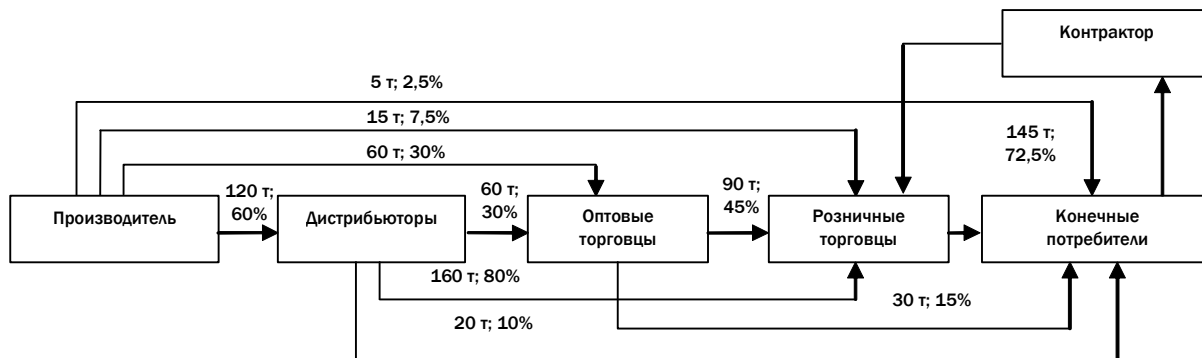 Контрактор
5 т; 2,5%
15 т; 7,5%
145 т;
72,5%
60 т; 30%
120 т;
60%
60 т;
30%
90 т;
45%
Производитель
Дистрибьюторы
Оптовые
торговцы
Розничные
торговцы
Конечные
потребители
160 т; 80%
30 т; 15%
20 т; 10%